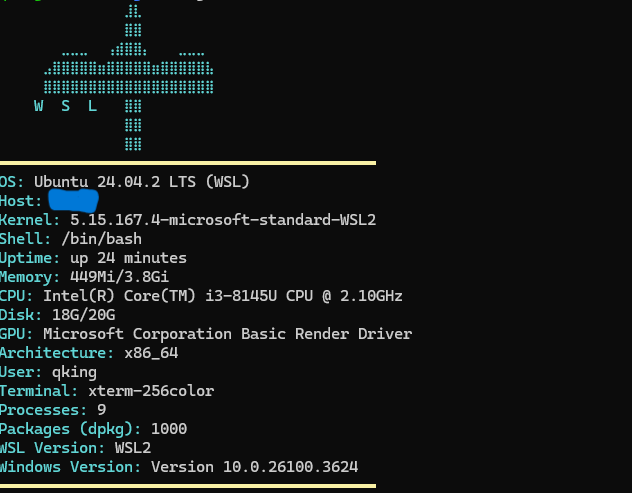 W S L
OS: Ubuntu 24.04.2 LTS (WSL)
Host:
Kernel: 5.15.167.4-microsoft-standard-WSL2
Shell: /bin/bash
Uptime: up 24 minutes
Memory: 449Mi/3.8Gi
CPU: Intel(R) Core(TM) i3-8145U CPU @ 2.10GHz
Disk: 18G/20G
GPU: Microsoft Corporation Basic Render Driver
Architecture: x86_64
User: qking
Terminal: xterm-256color
Processes: 9
Packages (dpkg): 1000
WSL Version: WSL2
Windows Version: Version 10.0.26100.3624